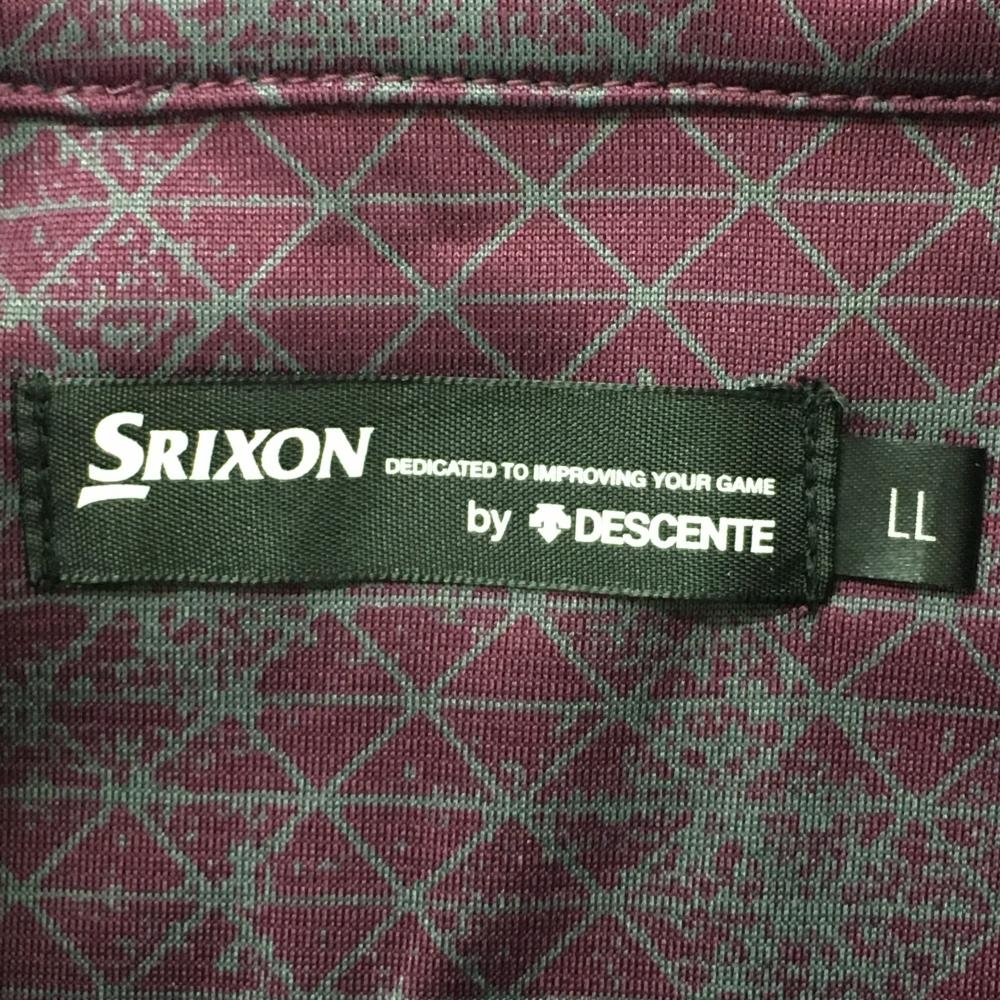 SRIXON DEDICATED TO IMPROVING YOUR GAME
by DESCENTE
LL